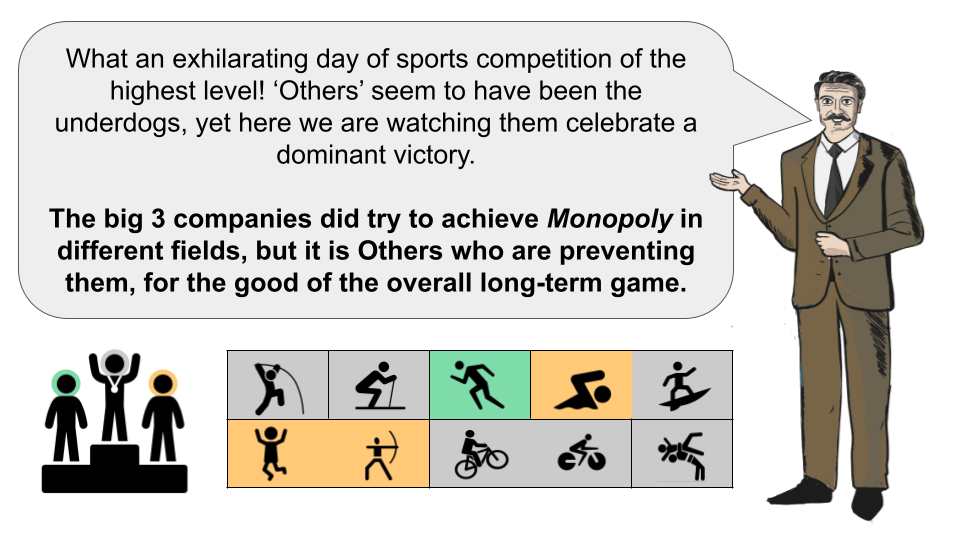 What an exhilarating day of sports competition of the
highest level! ‘Others’ seem to have been the
underdogs, yet here we are watching them celebrate a
dominant victory.
The big 3 companies did try to achieve Monopoly in
different fields, but it is Others who are preventing
them, for the good of the overall long-term game.